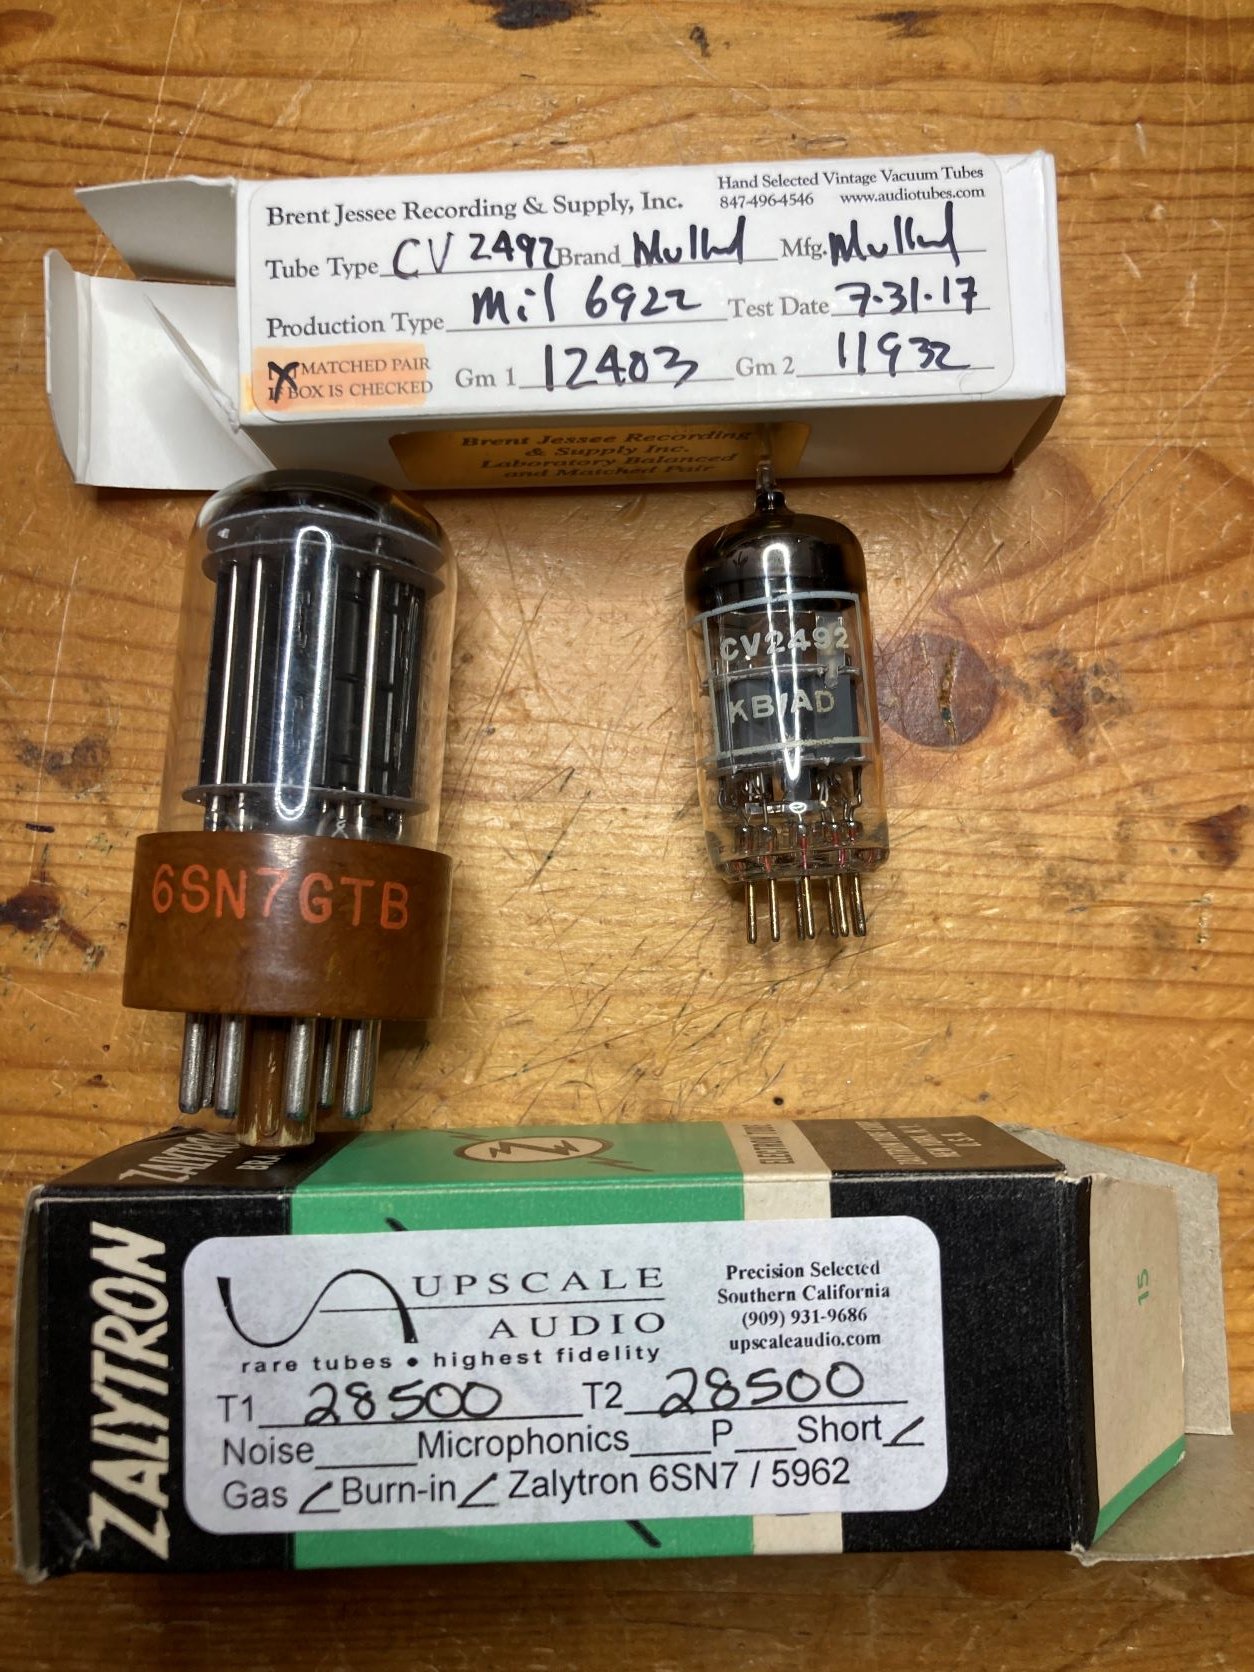 Brent Jessee Recording & Supply, Inc.
Hand Selected Vintage Vacuum Tubes
847-496-4546 www.audiotubes.com
Tube Type CV 2492 Brand Mullard Mfg. Mullard
Production Type Mil 6922 Test Date 7.31.17
X MATCHED PAIR
IF BOX IS CHECKED
Gm 1 12403 Gm 2 11932
Brent Jessee Recording
& Supply Inc.
Laboratory Balanced
and Matched Pair
CV2492
KB/AD
6SN7GTB
ZALYTRON
ELECTRON TUBE
ZALYTRON
15
UPSCALE
AUDIO
rare tubes • highest fidelity
Precision Selected
Southern California
(909) 931-9686
upscaleaudio.com
T1 28500 T2 28500
Noise Microphonics P Short
Gas Burn-in Zalytron 6SN7 / 5962